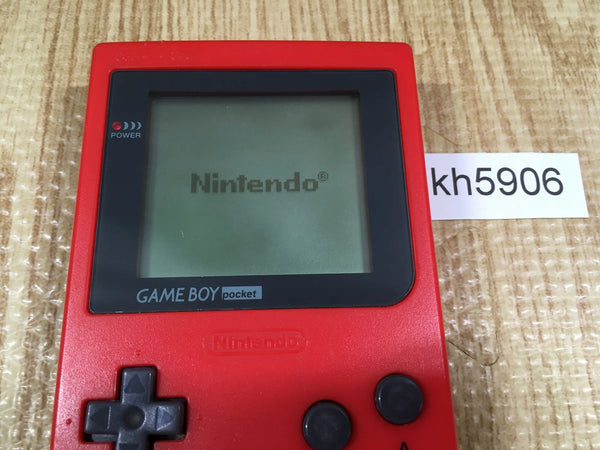 POWER
Nintendo®
kh5906
GAME BOY pocket
Nintendo
A